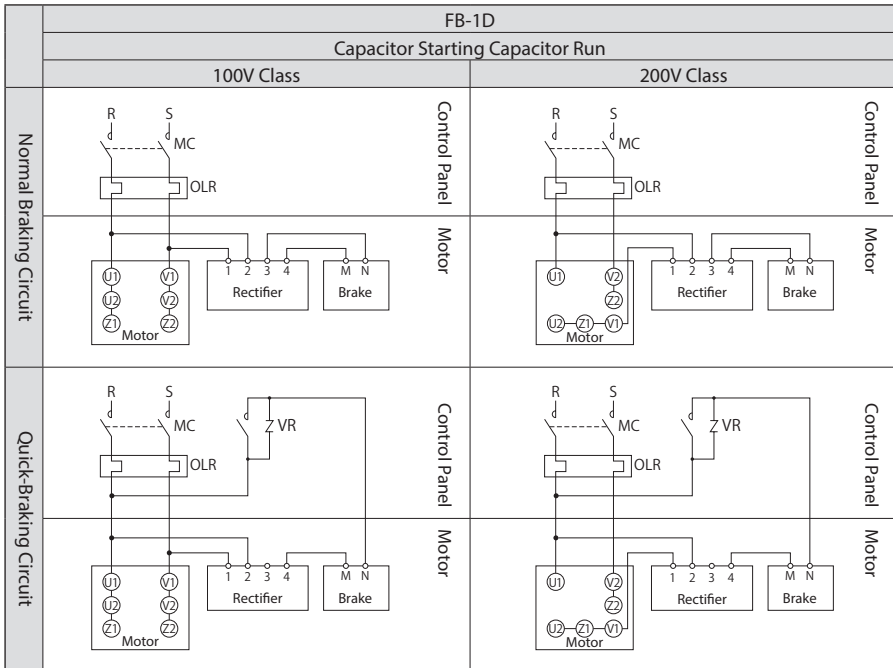 FB-1D
Capacitor Starting Capacitor Run
100V Class
200V Class
Normal Braking Circuit
R S
MC
OLR
Control Panel
Motor
U1 V1
U2 V2
Z1 Z2
Motor
1 2 3 4
Rectifier
M N
Brake
R S
MC
OLR
Control Panel
Motor
U1 V2
Z2
U2 Z1 V1
Motor
1 2 3 4
Rectifier
M N
Brake
Quick-Braking Circuit
R S
MC
VR
OLR
Control Panel
Motor
U1 V1
U2 V2
Z1 Z2
Motor
1 2 3 4
Rectifier
M N
Brake
R S
MC
VR
OLR
Control Panel
Motor
U1 V2
Z2
U2 Z1 V1
Motor
1 2 3 4
Rectifier
M N
Brake